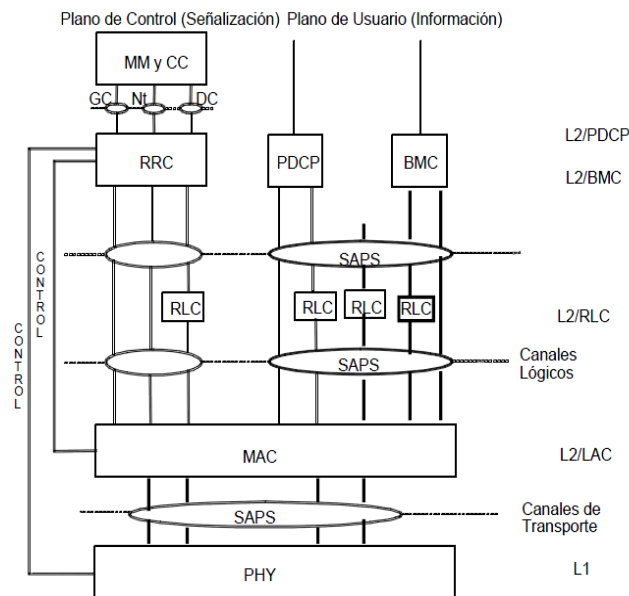 Plano de Control (Señalización) Plano de Usuario (Información)
MM y CC
GC Nt DC
RRC PDCP BMC
L2/PDCP
L2/BMC
CONTROL
CONTROL
SAPS
RLC RLC RLC RLC
L2/RLC
SAPS
Canales
Lógicos
MAC
L2/LAC
SAPS
Canales de
Transporte
PHY
L1